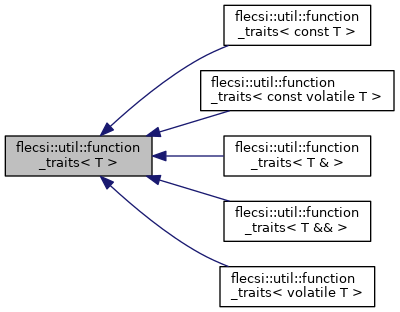 flecsi::util::function
_traits< const T >
flecsi::util::function
_traits< const volatile T >
flecsi::util::function
_traits< T >
flecsi::util::function
_traits< T & >
flecsi::util::function
_traits< T && >
flecsi::util::function
_traits< volatile T >